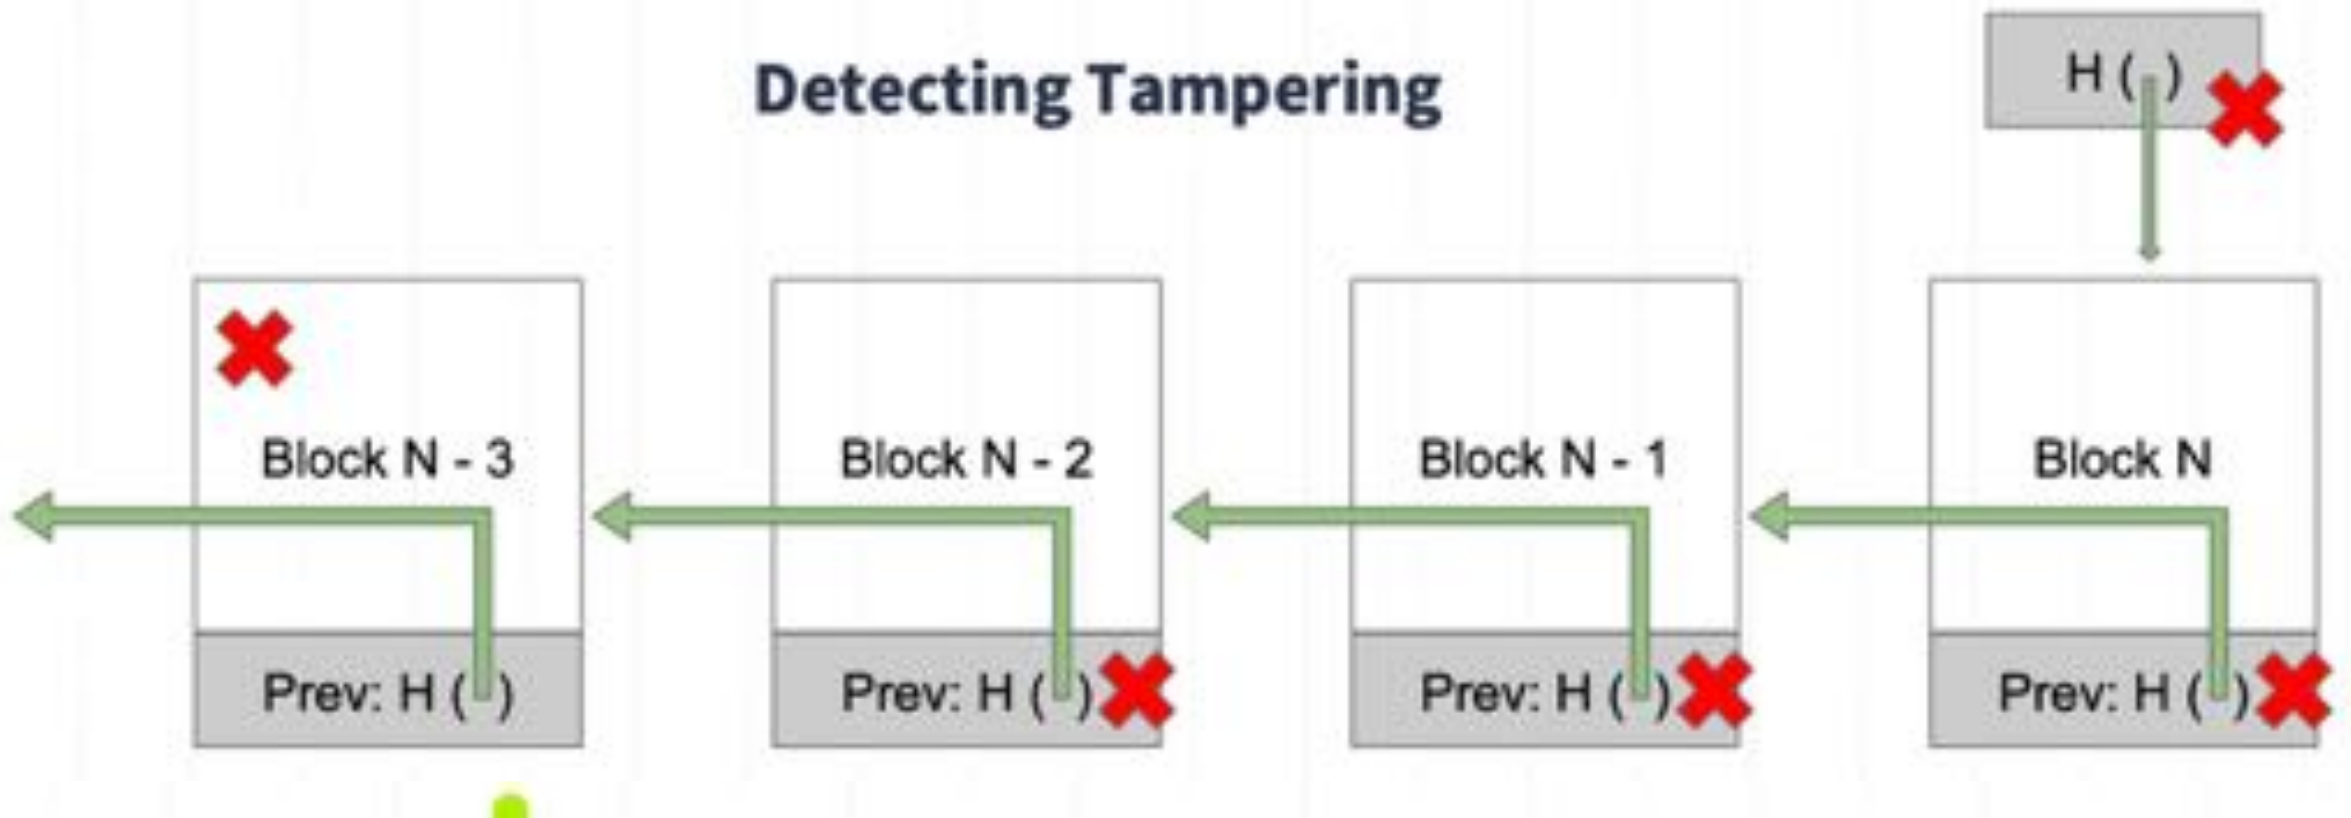 Detecting Tampering
H ( )
Block N - 3
Block N - 2
Block N - 1
Block N
Prev: H ( )
Prev: H ( )
Prev: H ( )
Prev: H ( )